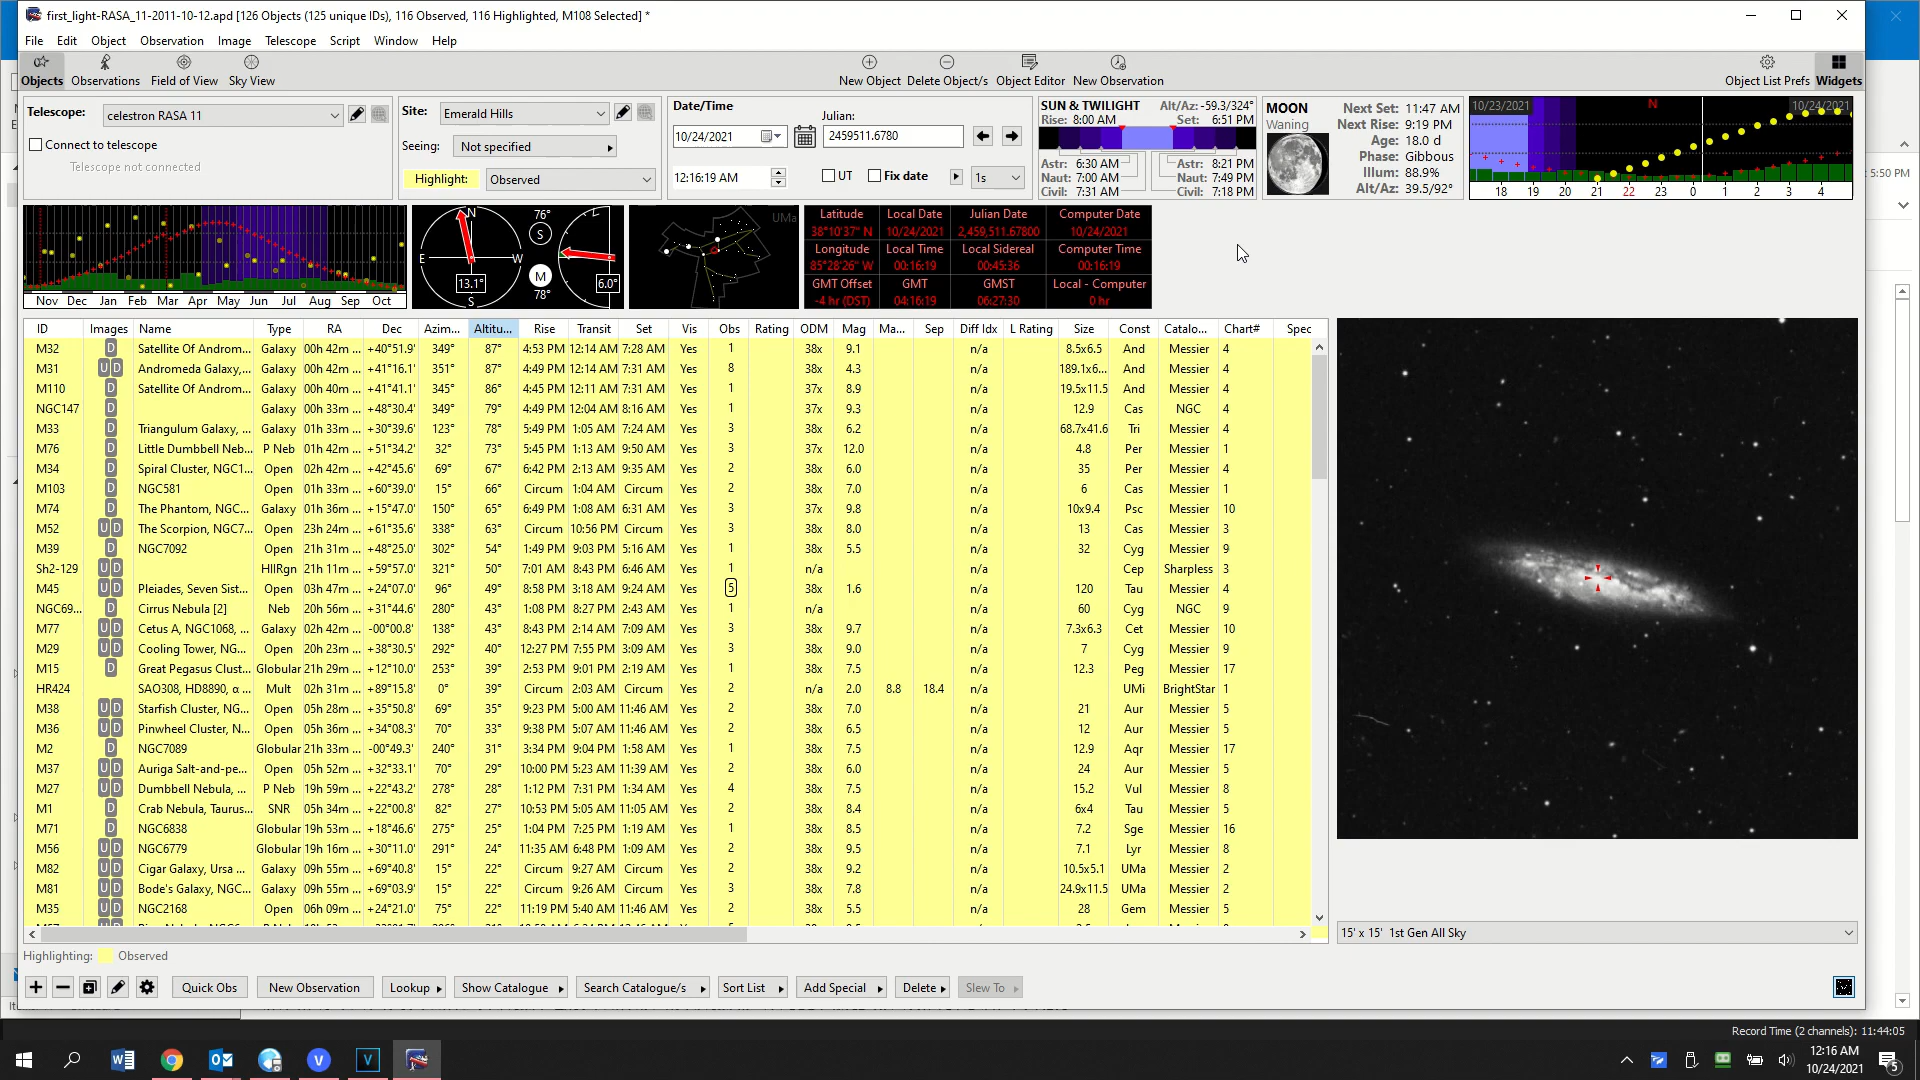 first_light-RASA_11-2011-10-12.apd [126 Objects (125 unique IDs), 116 Observed, 116 Highlighted, M108 Selected] *
File Edit Object Observation Image Telescope Script Window Help
Objects Observations Field of View Sky View New Object Delete Object/s Object Editor New Observation Object List Prefs Widgets
Telescope: celestron RASA 11
Connect to telescope
Telescope not connected
Site: Emerald Hills
Seeing: Not specified
Highlight: Observed
Date/Time
10/24/2021
12:16:19 AM
Julian:
2459511.6780
UT Fix date 1s
SUN & TWILIGHT Alt/Az: -59.3/324°
Rise: 8:00 AM Set: 6:51 PM
Astr: 6:30 AM Astr: 8:21 PM
Naut: 7:00 AM Naut: 7:49 PM
Civil: 7:31 AM Civil: 7:18 PM
MOON
Waning
Next Set: 11:47 AM
Next Rise: 9:19 PM
Age: 18.0 d
Phase: Gibbous
Illum: 88.9%
Alt/Az: 39.5/92°
10/23/2021 N 10/24/2021
18 19 20 21 22 23 0 1 2 3 4
5:50 PM
Nov Dec Jan Feb Mar Apr May Jun Jul Aug Sep Oct
N E W S 13.1°
76° S M 78°
6.0°
UMa
Latitude Local Date Julian Date Computer Date
38°10'37" N 10/24/2021 2,459,511.67800 10/24/2021
Longitude Local Time Local Sidereal Computer Time
85°28'26" W 00:16:19 00:45:36 00:16:19
GMT Offset GMT GMST Local - Computer
-4 hr (DST) 04:16:19 06:27:30 0 hr
ID Images Name Type RA Dec Azim... Altitu... Rise Transit Set Vis Obs Rating ODM Mag Ma... Sep Diff Idx L Rating Size Const Catalo... Chart# Spec
M32 D Satellite Of Androm... Galaxy 00h 42m ... +40°51.9' 349° 87° 4:53 PM 12:14 AM 7:28 AM Yes 1 38x 9.1 n/a 8.5x6.5 And Messier 4
M31 U D Andromeda Galaxy,... Galaxy 00h 42m ... +41°16.1' 351° 87° 4:49 PM 12:14 AM 7:31 AM Yes 8 38x 4.3 n/a 189.1x6... And Messier 4
M110 D Satellite Of Androm... Galaxy 00h 40m ... +41°41.1' 345° 86° 4:45 PM 12:11 AM 7:31 AM Yes 1 37x 8.9 n/a 19.5x11.5 And Messier 4
NGC147 D Galaxy 00h 33m ... +48°30.4' 349° 79° 4:49 PM 12:04 AM 8:16 AM Yes 1 37x 9.3 n/a 12.9 Cas NGC 4
M33 D Triangulum Galaxy, ... Galaxy 01h 33m ... +30°39.6' 123° 78° 5:49 PM 1:05 AM 7:24 AM Yes 3 38x 6.2 n/a 68.7x41.6 Tri Messier 4
M76 D Little Dumbbell Neb... P Neb 01h 42m ... +51°34.2' 32° 73° 5:45 PM 1:13 AM 9:50 AM Yes 3 37x 12.0 n/a 4.8 Per Messier 1
M34 D Spiral Cluster, NGC1... Open 02h 42m ... +42°45.6' 69° 67° 6:42 PM 2:13 AM 9:35 AM Yes 2 38x 6.0 n/a 35 Per Messier 4
M103 D NGC581 Open 01h 33m ... +60°39.0' 15° 66° Circum 1:04 AM Circum Yes 2 38x 7.0 n/a 6 Cas Messier 1
M74 D The Phantom, NGC... Galaxy 01h 36m ... +15°47.0' 150° 65° 6:49 PM 1:08 AM 6:31 AM Yes 3 37x 9.8 n/a 10x9.4 Psc Messier 10
M52 U D The Scorpion, NGC7... Open 23h 24m ... +61°35.6' 338° 63° Circum 10:56 PM Circum Yes 3 38x 8.0 n/a 13 Cas Messier 3
M39 D NGC7092 Open 21h 31m ... +48°25.0' 302° 54° 1:49 PM 9:03 PM 5:16 AM Yes 1 38x 5.5 n/a 32 Cyg Messier 9
Sh2-129 U D HIIRgn 21h 11m ... +59°57.0' 321° 50° 7:01 AM 8:43 PM 6:46 AM Yes 1 n/a n/a Cep Sharpless 3
M45 U D Pleiades, Seven Sist... Open 03h 47m ... +24°07.0' 96° 49° 8:58 PM 3:18 AM 9:24 AM Yes 5 38x 1.6 n/a 120 Tau Messier 4
NGC69... D Cirrus Nebula [2] Neb 20h 56m ... +31°44.6' 280° 43° 1:08 PM 8:27 PM 2:43 AM Yes 1 n/a n/a 60 Cyg NGC 9
M77 U D Cetus A, NGC1068, ... Galaxy 02h 42m ... -00°00.8' 138° 43° 8:43 PM 2:14 AM 7:09 AM Yes 3 38x 9.7 n/a 7.3x6.3 Cet Messier 10
M29 U D Cooling Tower, NG... Open 20h 23m ... +38°30.5' 292° 40° 12:27 PM 7:55 PM 3:09 AM Yes 3 38x 9.0 n/a 7 Cyg Messier 9
M15 D Great Pegasus Clust... Globular 21h 29m ... +12°10.0' 253° 39° 2:53 PM 9:01 PM 2:19 AM Yes 1 38x 7.5 n/a 12.3 Peg Messier 17
HR424 SAO308, HD8890, α ... Mult 02h 31m ... +89°15.8' 0° 39° Circum 2:03 AM Circum Yes 2 n/a 2.0 8.8 18.4 n/a UMi BrightStar 1
M38 U D Starfish Cluster, NG... Open 05h 28m ... +35°50.8' 69° 35° 9:23 PM 5:00 AM 11:46 AM Yes 2 38x 7.0 n/a 21 Aur Messier 5
M36 U D Pinwheel Cluster, N... Open 05h 36m ... +34°08.3' 70° 33° 9:38 PM 5:07 AM 11:46 AM Yes 2 38x 6.5 n/a 12 Aur Messier 5
M2 D NGC7089 Globular 21h 33m ... -00°49.3' 240° 31° 3:34 PM 9:04 PM 1:58 AM Yes 1 38x 7.5 n/a 12.9 Aqr Messier 17
M37 U D Auriga Salt-and-pe... Open 05h 52m ... +32°33.1' 70° 29° 10:00 PM 5:23 AM 11:39 AM Yes 2 38x 6.0 n/a 24 Aur Messier 5
M27 U D Dumbbell Nebula, ... P Neb 19h 59m ... +22°43.2' 278° 28° 1:12 PM 7:31 PM 1:34 AM Yes 4 38x 7.5 n/a 15.2 Vul Messier 8
M1 D Crab Nebula, Taurus... SNR 05h 34m ... +22°00.8' 82° 27° 10:53 PM 5:05 AM 11:05 AM Yes 2 38x 8.4 n/a 6x4 Tau Messier 5
M71 D NGC6838 Globular 19h 53m ... +18°46.6' 275° 25° 1:04 PM 7:25 PM 1:19 AM Yes 1 38x 8.5 n/a 7.2 Sge Messier 16
M56 U D NGC6779 Globular 19h 16m ... +30°11.0' 291° 24° 11:35 AM 6:48 PM 1:09 AM Yes 2 38x 9.5 n/a 7.1 Lyr Messier 8
M82 U D Cigar Galaxy, Ursa ... Galaxy 09h 55m ... +69°40.8' 15° 22° Circum 9:27 AM Circum Yes 2 38x 9.2 n/a 10.5x5.1 UMa Messier 2
M81 U D Bode's Galaxy, NGC... Galaxy 09h 55m ... +69°03.9' 15° 22° Circum 9:26 AM Circum Yes 3 38x 7.8 n/a 24.9x11.5 UMa Messier 2
M35 U D NGC2168 Open 06h 09m ... +24°21.0' 75° 22° 11:19 PM 5:40 AM 11:46 AM Yes 2 38x 5.5 n/a 28 Gem Messier 5
15' x 15' 1st Gen All Sky
Highlighting: Observed
Quick Obs New Observation Lookup Show Catalogue Search Catalogue/s Sort List Add Special Delete Slew To
Record Time (2 channels): 11:44:05
12:16 AM
10/24/2021
5